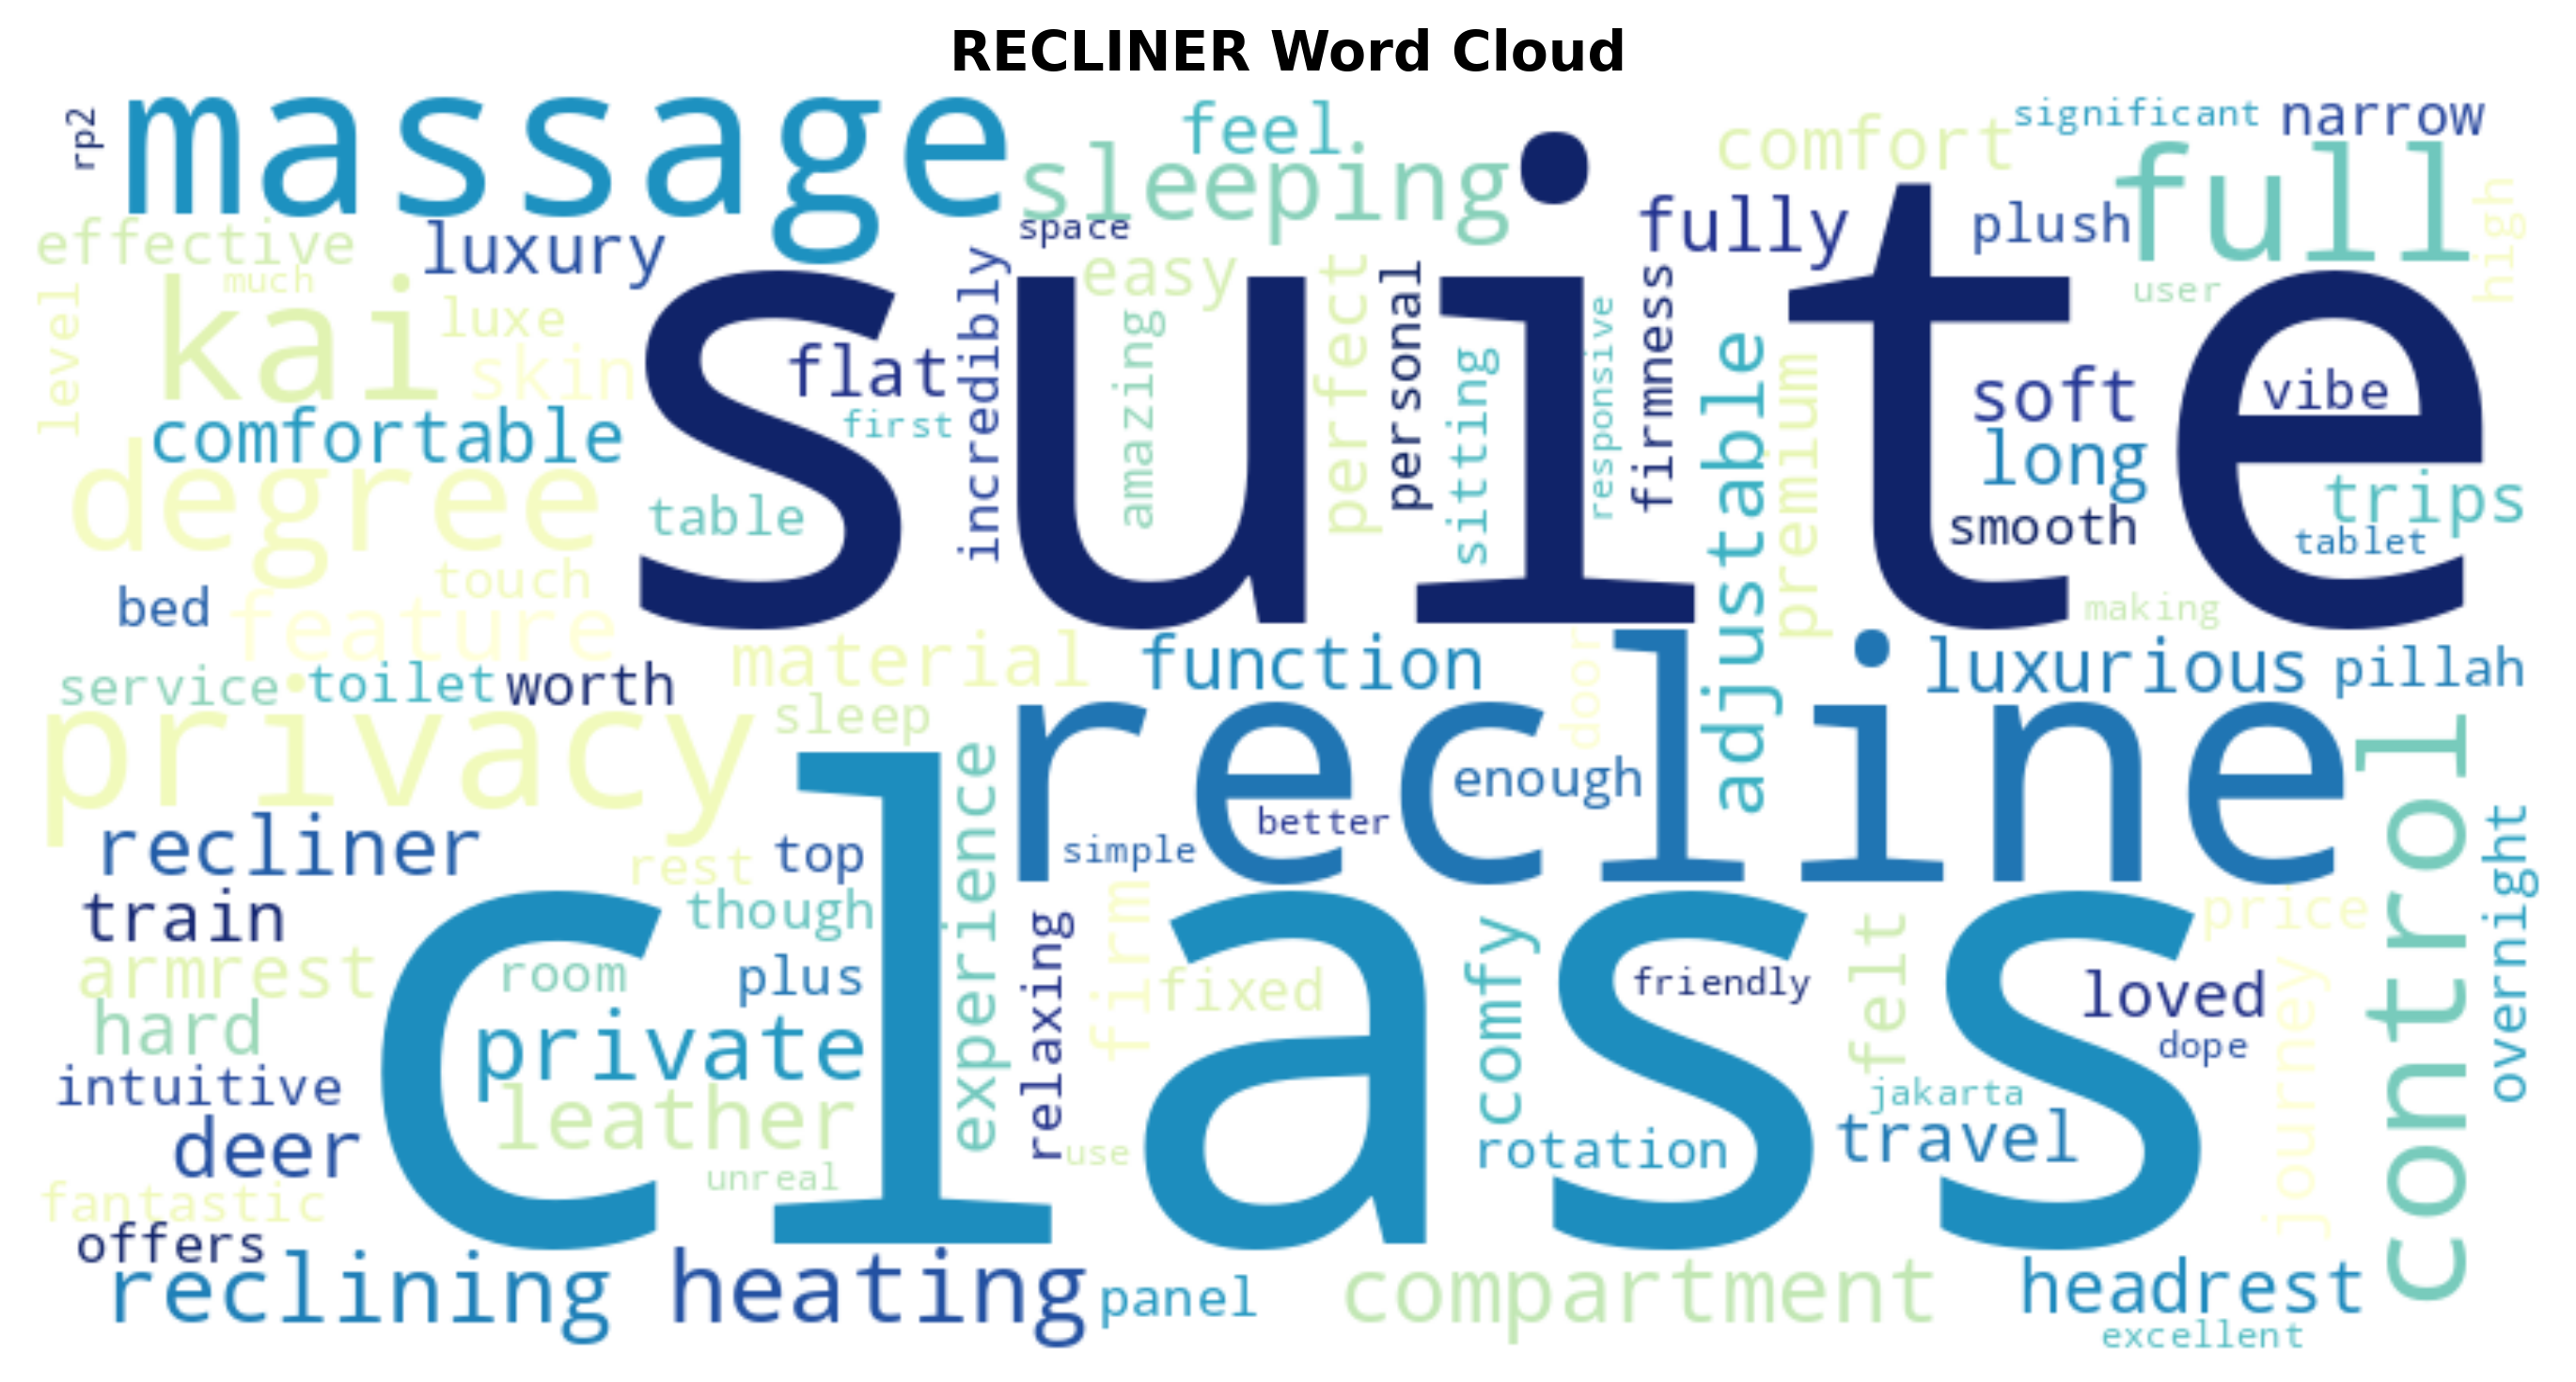 RECLINER Word Cloud
rp2
massage
feel
sleeping
comfort
significant
narrow
full
high
effective
luxury
space
easy
fully
plush
user
much
kai
luxe
skin
level
suite
flat
first
incredibly
amazing
perfect
personal
sitting
responsive
firmness
adjustable
premium
soft
vibe
long
smooth
trips
tablet
making
comfortable
degree
table
touch
bed
feature
service
toilet
worth
material
function
door
luxurious
pillah
privacy
sleep
recline
enough
better
simple
control
overnight
recliner
rest
top
experience
train
though
class
relaxing
firm
fixed
comfy
friendly
felt
price
loved
dope
journey
armrest
room
plus
hard
private
intuitive
leather
use
rotation
jakarta
travel
deer
unreal
fantastic
offers
reclining
heating
panel
compartment
headrest
excellent